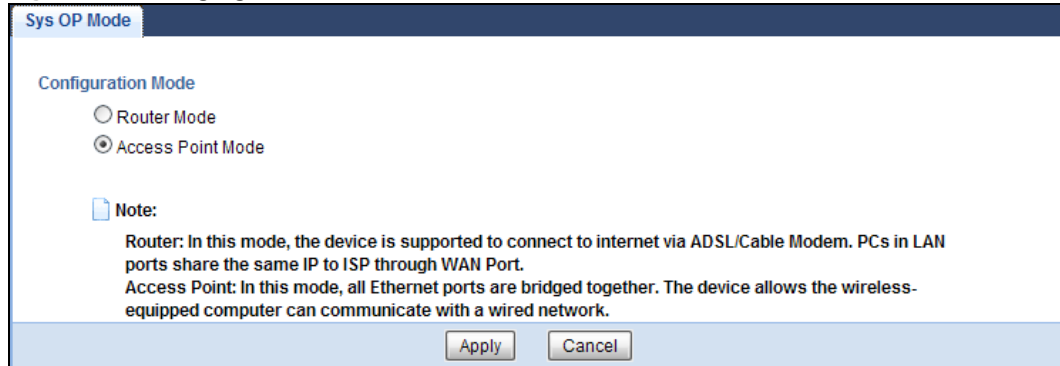 Sys OP Mode
Configuration Mode
Router Mode
Access Point Mode
Note:
Router: In this mode, the device is supported to connect to internet via ADSL/Cable Modem. PCs in LAN
ports share the same IP to ISP through WAN Port.
Access Point: In this mode, all Ethernet ports are bridged together. The device allows the wireless-
equipped computer can communicate with a wired network.
Apply Cancel